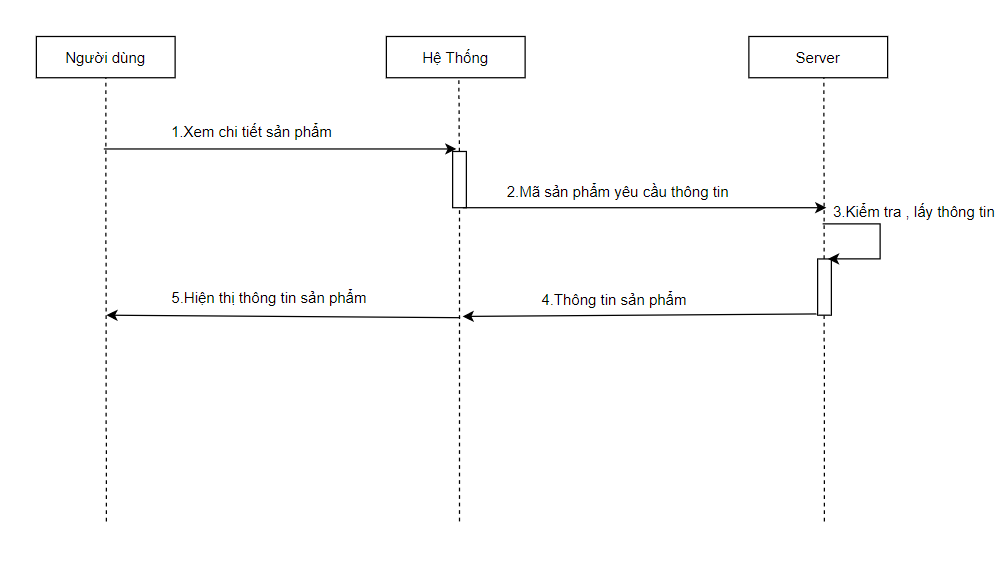 Người dùng
Hệ Thống
Server
1.Xem chi tiết sản phẩm
2.Mã sản phẩm yêu cầu thông tin
3.Kiểm tra , lấy thông tin
5.Hiện thị thông tin sản phẩm
4.Thông tin sản phẩm